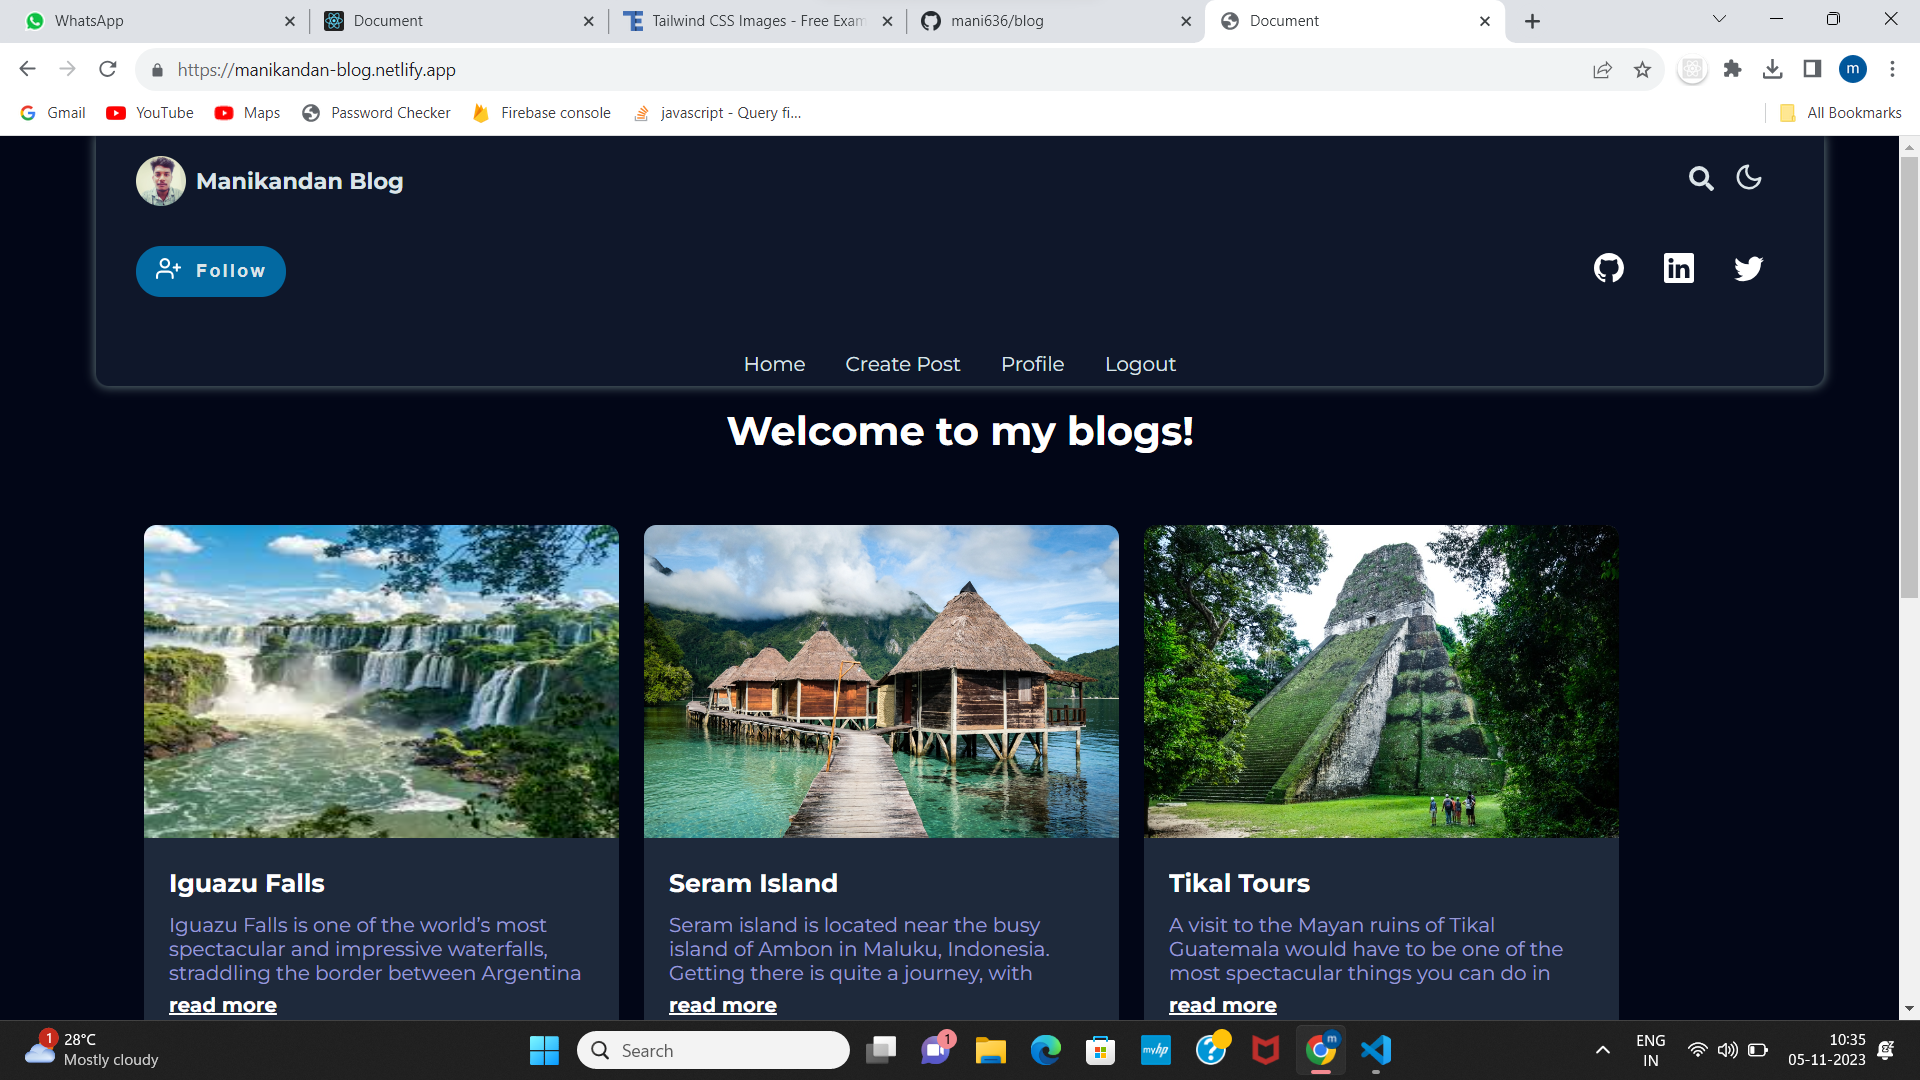 WhatsApp
Document
Tailwind CSS Images - Free Exam
mani636/blog
Document
https://manikandan-blog.netlify.app
m
Gmail
YouTube
Maps
Password Checker
Firebase console
javascript - Query fi...
All Bookmarks
Manikandan Blog
Follow
Home
Create Post
Profile
Logout
Welcome to my blogs!
Iguazu Falls
Iguazu Falls is one of the world’s most
spectacular and impressive waterfalls,
straddling the border between Argentina
read more
Seram Island
Seram island is located near the busy
island of Ambon in Maluku, Indonesia.
Getting there is quite a journey, with
read more
Tikal Tours
A visit to the Mayan ruins of Tikal
Guatemala would have to be one of the
most spectacular things you can do in
read more
1
28°C
Mostly cloudy
Search
1
myhp
m
ENG
IN
10:35
05-11-2023